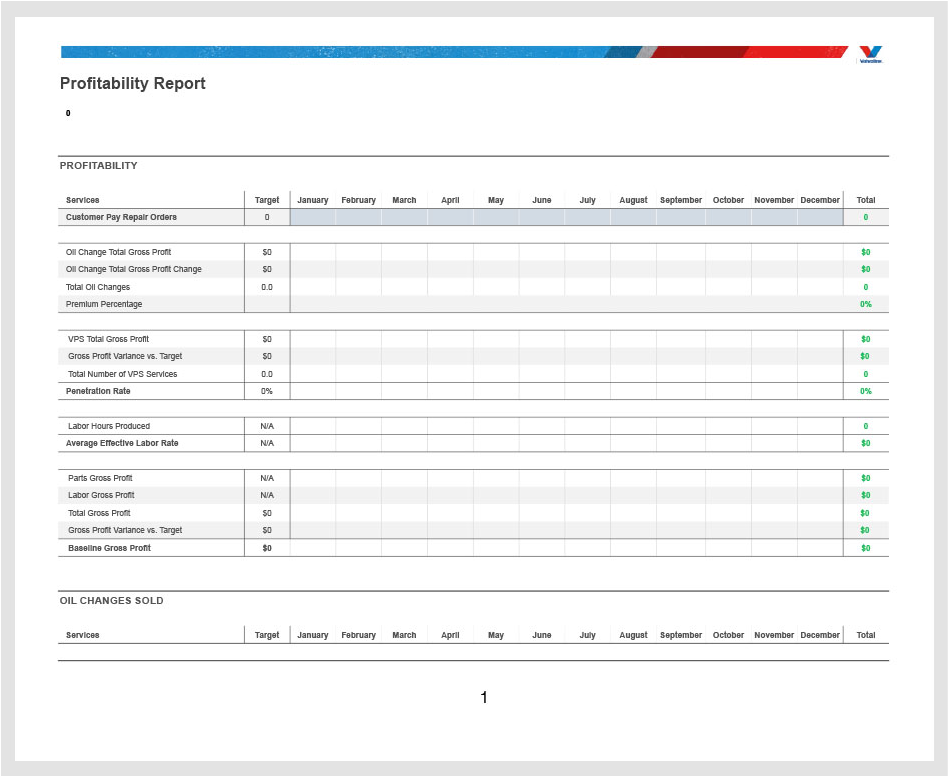 Valvoline
Profitability Report
0
PROFITABILITY
Services Target January February March April May June July August September October November December Total
Customer Pay Repair Orders 0 0
Oil Change Total Gross Profit $0 $0
Oil Change Total Gross Profit Change $0 $0
Total Oil Changes 0.0 0
Premium Percentage 0%
VPS Total Gross Profit $0 $0
Gross Profit Variance vs. Target $0 $0
Total Number of VPS Services 0.0 0
Penetration Rate 0% 0%
Labor Hours Produced N/A 0
Average Effective Labor Rate N/A $0
Parts Gross Profit N/A $0
Labor Gross Profit N/A $0
Total Gross Profit $0 $0
Gross Profit Variance vs. Target $0 $0
Baseline Gross Profit $0 $0
OIL CHANGES SOLD
Services Target January February March April May June July August September October November December Total
1